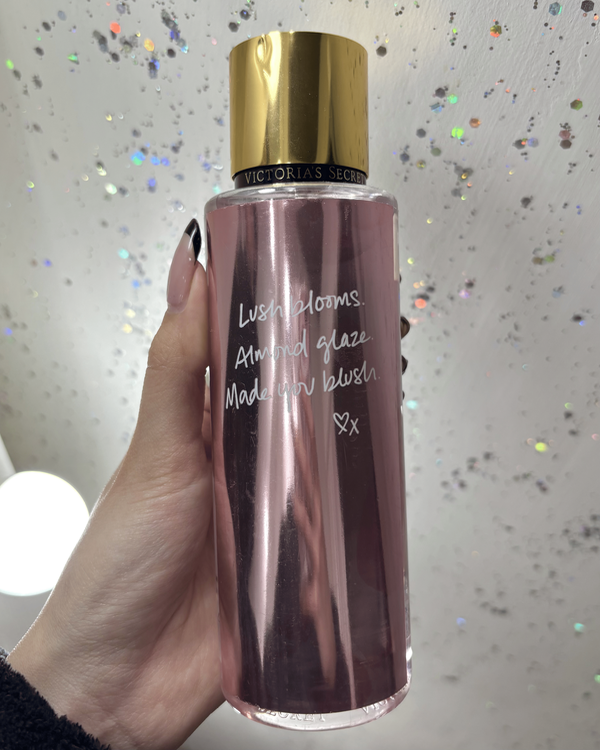 VICTORIA'S SECRET
Lush blooms.
Almond glaze.
Made you blush.
x